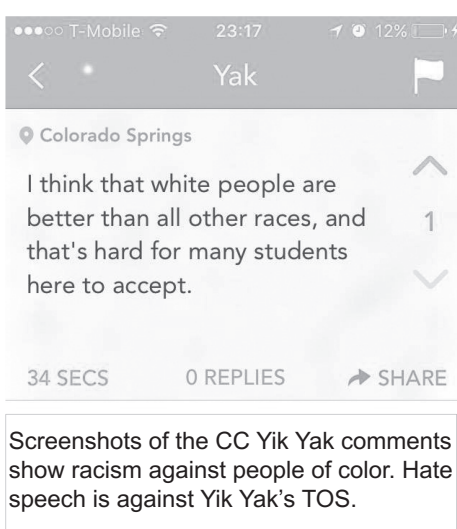 T-Mobile 23:17 12%
Yak
Colorado Springs
I think that white people are
better than all other races, and
that's hard for many students
here to accept.
1
34 SECS 0 REPLIES SHARE
Screenshots of the CC Yik Yak comments
show racism against people of color. Hate
speech is against Yik Yak's TOS.